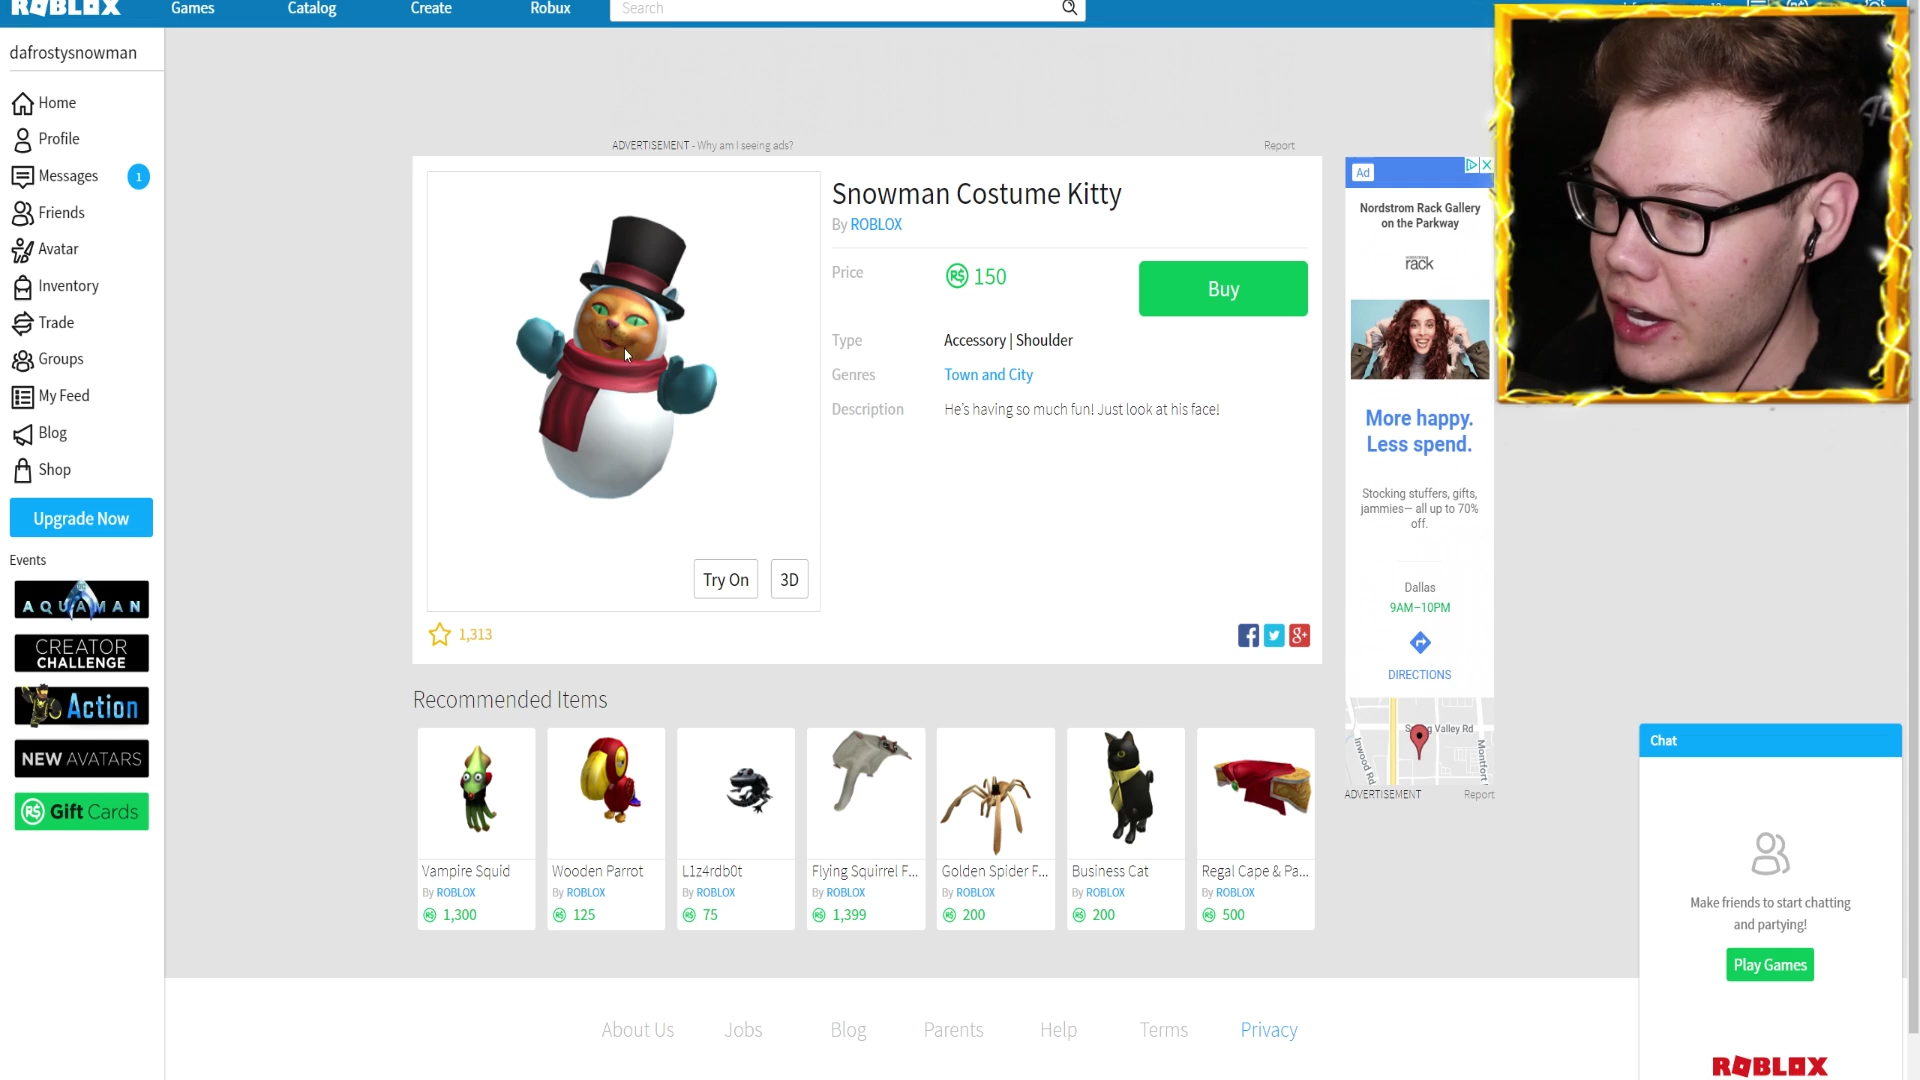 ROBLOX
Games
Catalog
Create
Robux
Search
dafrostysnowman
Home
Profile
Messages
1
Friends
Avatar
Inventory
Trade
Groups
My Feed
Blog
Shop
Upgrade Now
Events
AQUAMAN
CREATOR
CHALLENGE
Action
NEW AVATARS
R$ Gift Cards
ADVERTISEMENT - Why am I seeing ads?
Report
Snowman Costume Kitty
By ROBLOX
Price
R$ 150
Buy
Type
Accessory | Shoulder
Genres
Town and City
Description
He's having so much fun! Just look at his face!
Try On
3D
1,313
Recommended Items
Vampire Squid
By ROBLOX
R$ 1,300
Wooden Parrot
By ROBLOX
R$ 125
L1z4rdb0t
By ROBLOX
R$ 75
Flying Squirrel F...
By ROBLOX
R$ 1,399
Golden Spider F...
By ROBLOX
R$ 200
Business Cat
By ROBLOX
R$ 200
Regal Cape & Pa...
By ROBLOX
R$ 500
Ad
Nordstrom Rack Gallery
on the Parkway
rack
More happy.
Less spend.
Stocking stuffers, gifts,
jammies— all up to 70%
off.
Dallas
9AM–10PM
DIRECTIONS
Valley Rd
Inwood Rd
Montfort
ADVERTISEMENT
Report
Chat
Make friends to start chatting
and partying!
Play Games
ROBLOX
About Us
Jobs
Blog
Parents
Help
Terms
Privacy